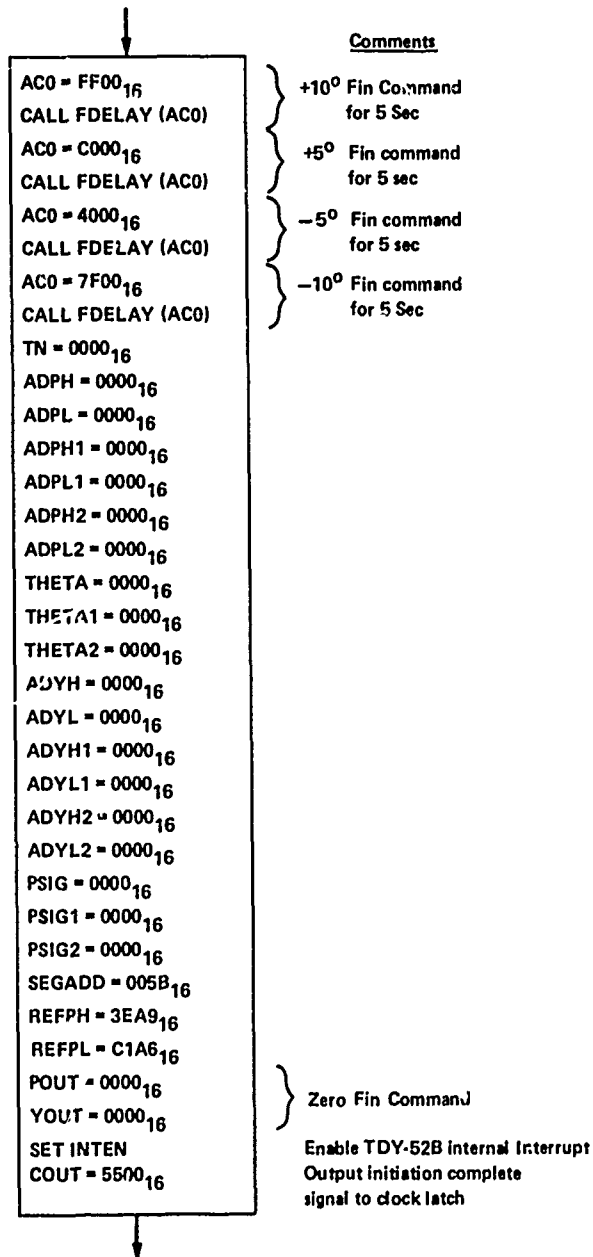 Comments
AC0 = FF00₁₆
CALL FDELAY (AC0)
+10⁰ Fin Command
for 5 Sec
AC0 = C000₁₆
CALL FDELAY (AC0)
+5⁰ Fin command
for 5 sec
AC0 = 4000₁₆
CALL FDELAY (AC0)
−5⁰ Fin command
for 5 sec
AC0 = 7F00₁₆
CALL FDELAY (AC0)
−10⁰ Fin command
for 5 Sec
TN = 0000₁₆
ADPH = 0000₁₆
ADPL = 0000₁₆
ADPH1 = 0000₁₆
ADPL1 = 0000₁₆
ADPH2 = 0000₁₆
ADPL2 = 0000₁₆
THETA = 0000₁₆
THETA1 = 0000₁₆
THETA2 = 0000₁₆
ADYH = 0000₁₆
ADYL = 0000₁₆
ADYH1 = 0000₁₆
ADYL1 = 0000₁₆
ADYH2 = 0000₁₆
ADYL2 = 0000₁₆
PSIG = 0000₁₆
PSIG1 = 0000₁₆
PSIG2 = 0000₁₆
SEGADD = 005B₁₆
REFPH = 3EA9₁₆
REFPL = C1A6₁₆
POUT = 0000₁₆
YOUT = 0000₁₆
Zero Fin Command
SET INTEN
Enable TDY-52B internal Interrupt
COUT = 5500₁₆
Output initiation complete
signal to clock latch